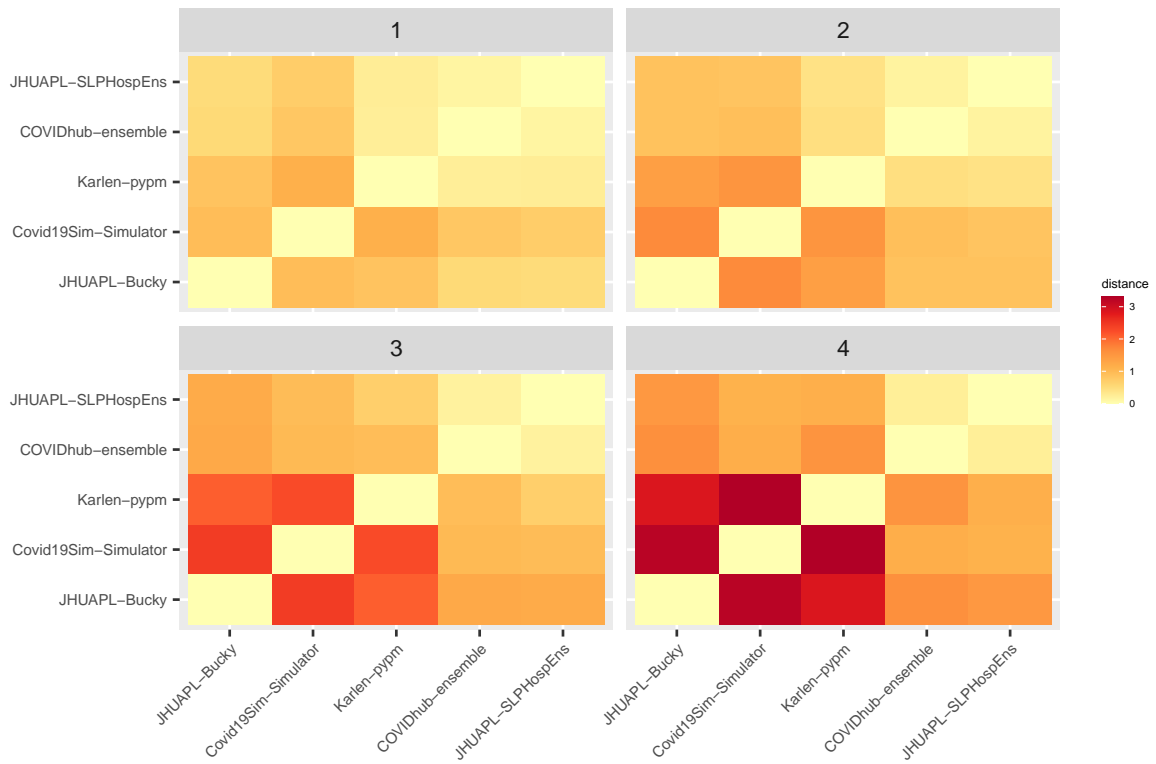 1
2
JHUAPL−SLPHospEns
COVIDhub−ensemble
Karlen−pypm
Covid19Sim−Simulator
JHUAPL−Bucky
distance
3
2
1
0
3
4
JHUAPL−SLPHospEns
COVIDhub−ensemble
Karlen−pypm
Covid19Sim−Simulator
JHUAPL−Bucky
JHUAPL−Bucky
Covid19Sim−Simulator
Karlen−pypm
COVIDhub−ensemble
JHUAPL−SLPHospEns
JHUAPL−Bucky
Covid19Sim−Simulator
Karlen−pypm
COVIDhub−ensemble
JHUAPL−SLPHospEns